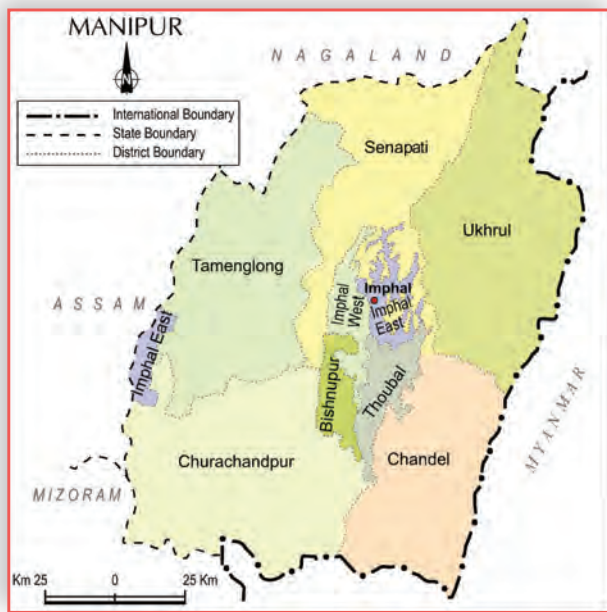 MANIPUR
N
NAGALAND
International Boundary
State Boundary
District Boundary
Senapati
Ukhrul
Tamenglong
ASSAM
Imphal
Imphal West
Imphal East
Imphal East
Bishnupur
Thoubal
MYANMAR
Churachandpur
Chandel
MIZORAM
Km 25 0 25 Km